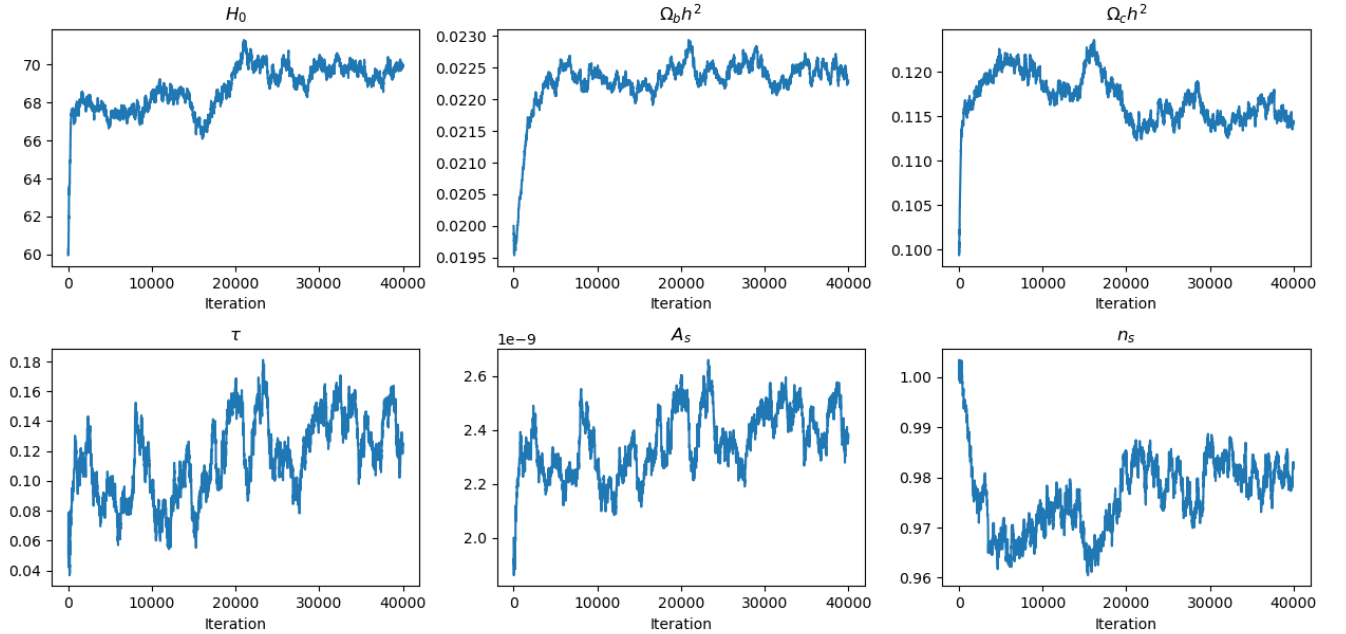 H₀
70
68
66
64
62
60
0 10000 20000 30000 40000
Iteration
Ω_bh²
0.0230
0.0225
0.0220
0.0215
0.0210
0.0205
0.0200
0.0195
0 10000 20000 30000 40000
Iteration
Ω_ch²
0.120
0.115
0.110
0.105
0.100
0 10000 20000 30000 40000
Iteration
τ
0.18
0.16
0.14
0.12
0.10
0.08
0.06
0.04
0 10000 20000 30000 40000
Iteration
A_s
1e−9
2.6
2.4
2.2
2.0
0 10000 20000 30000 40000
Iteration
n_s
1.00
0.99
0.98
0.97
0.96
0 10000 20000 30000 40000
Iteration